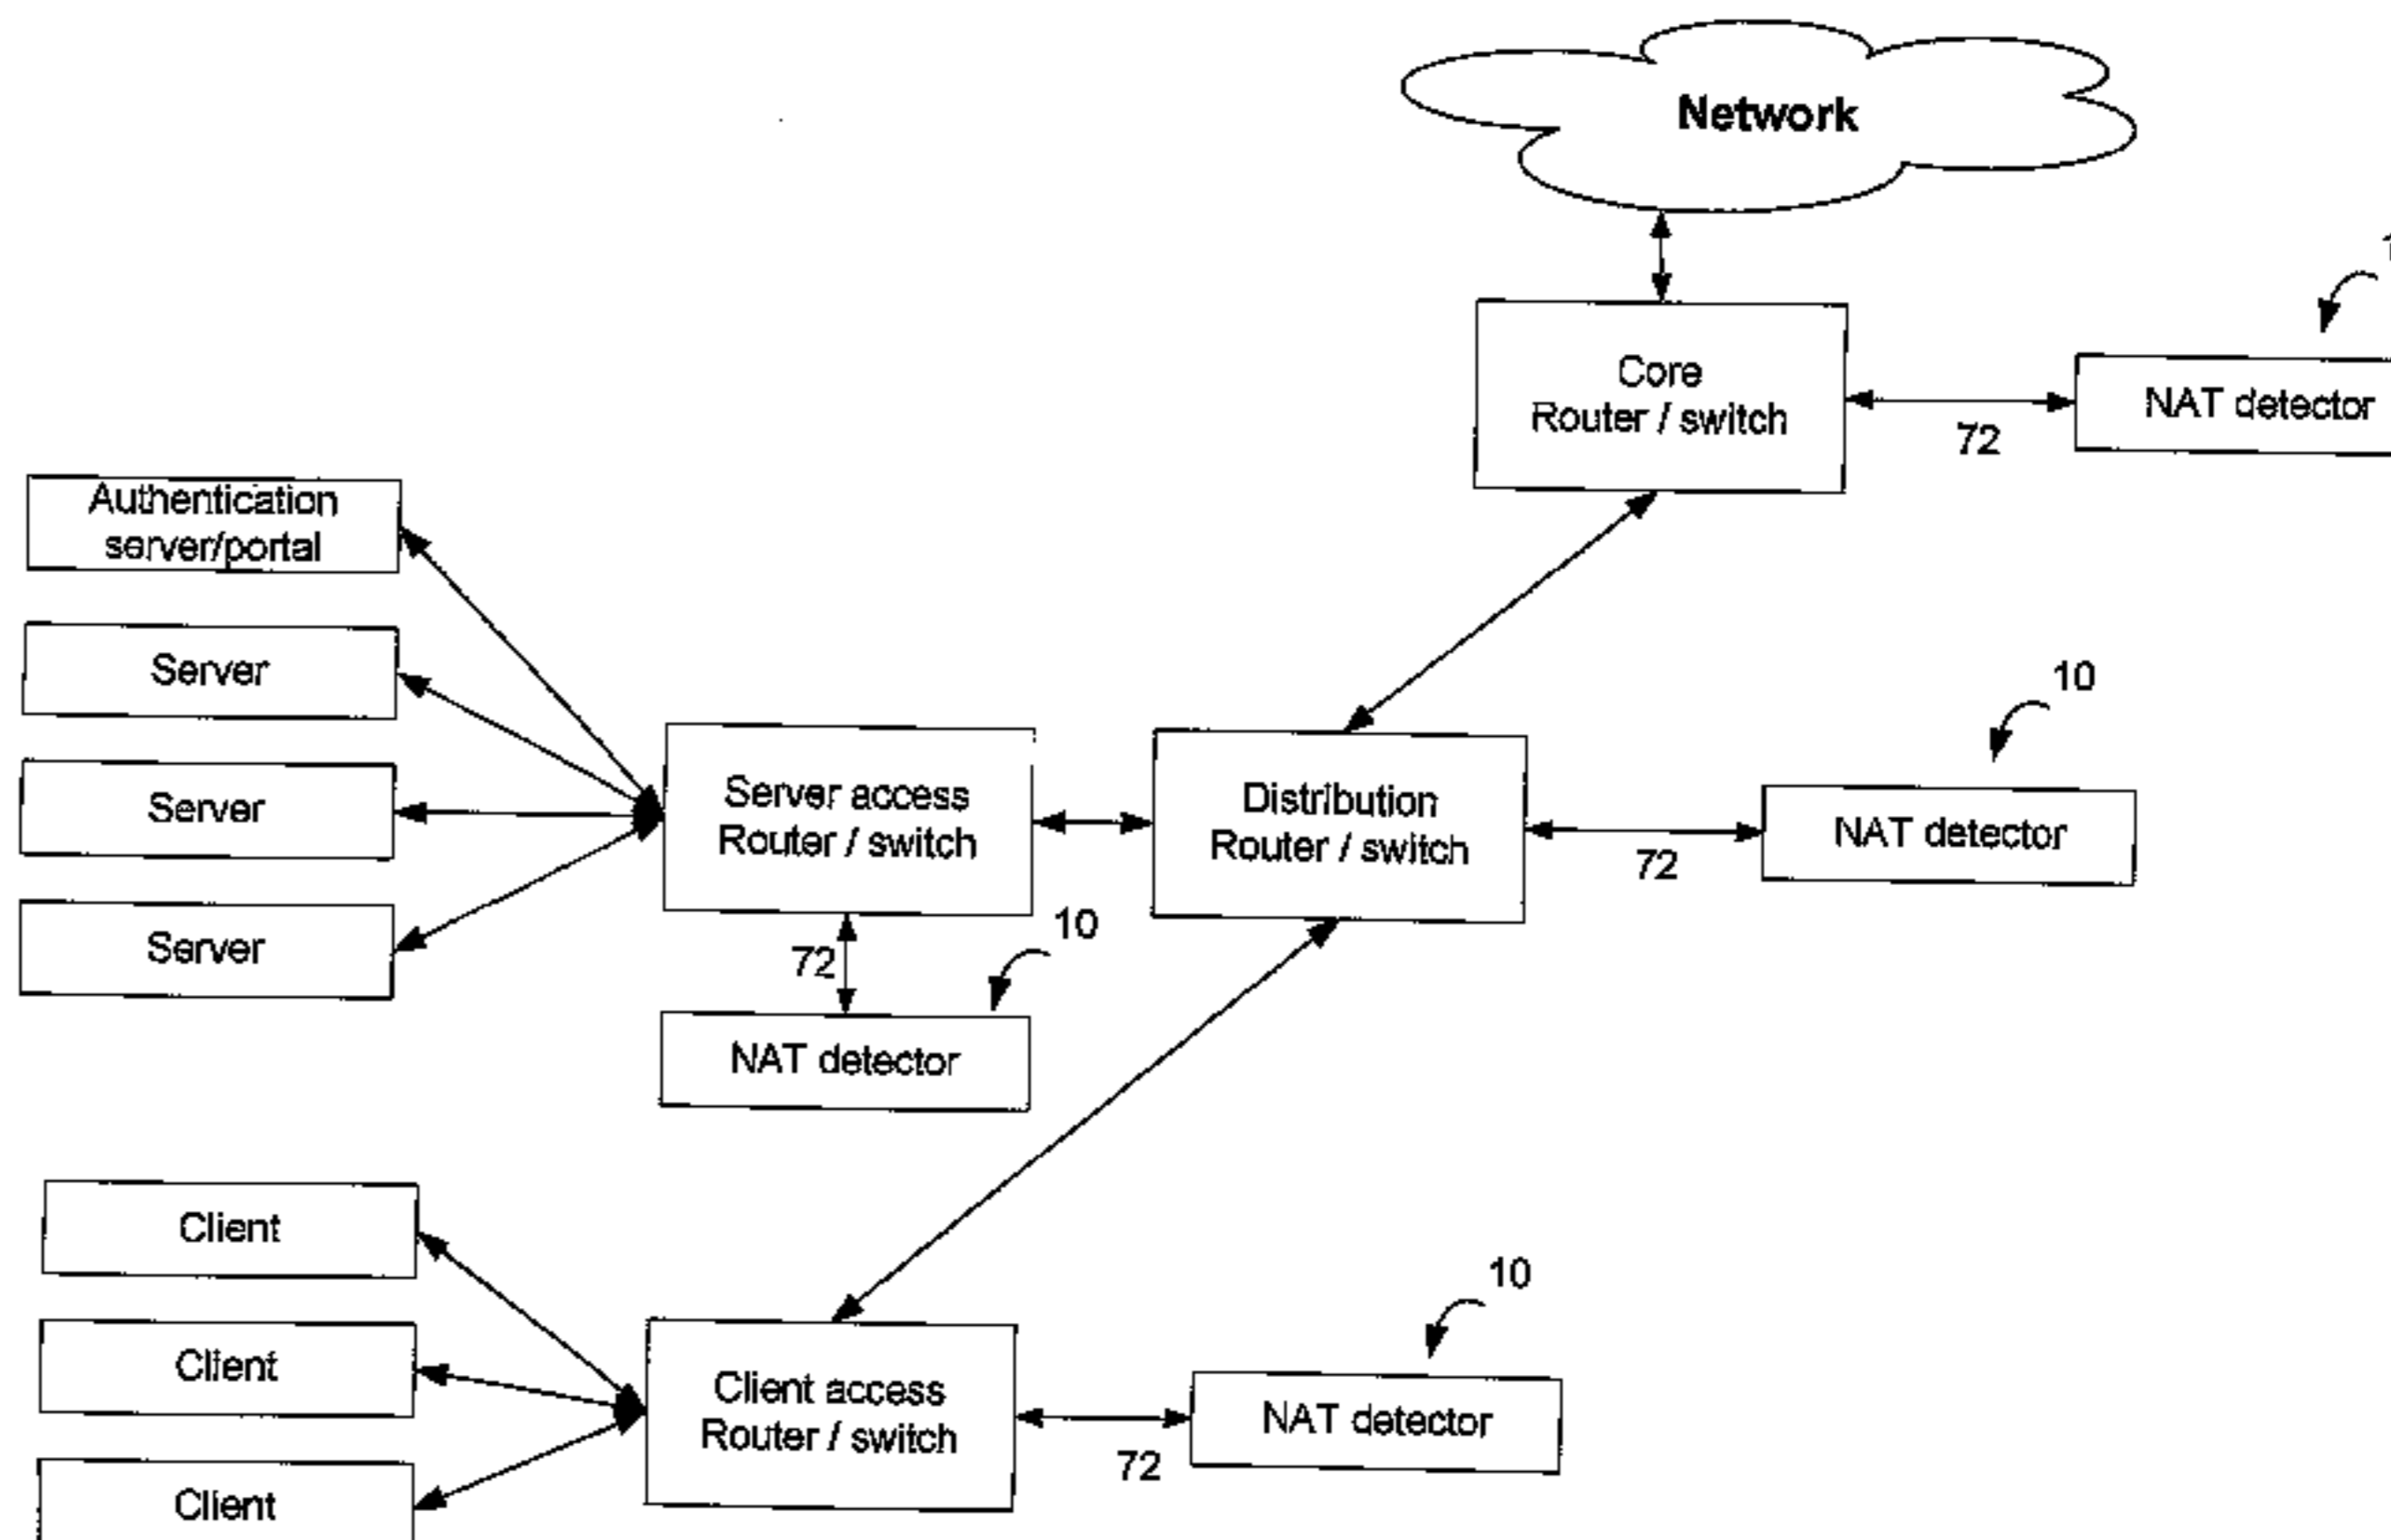 Network
Core
Router / switch
72
NAT detector
Authentication
server/portal
Server
Server
Server
Server access
Router / switch
Distribution
Router / switch
72
NAT detector
10
72
10
NAT detector
Client
Client
Client
Client access
Router / switch
72
NAT detector
10